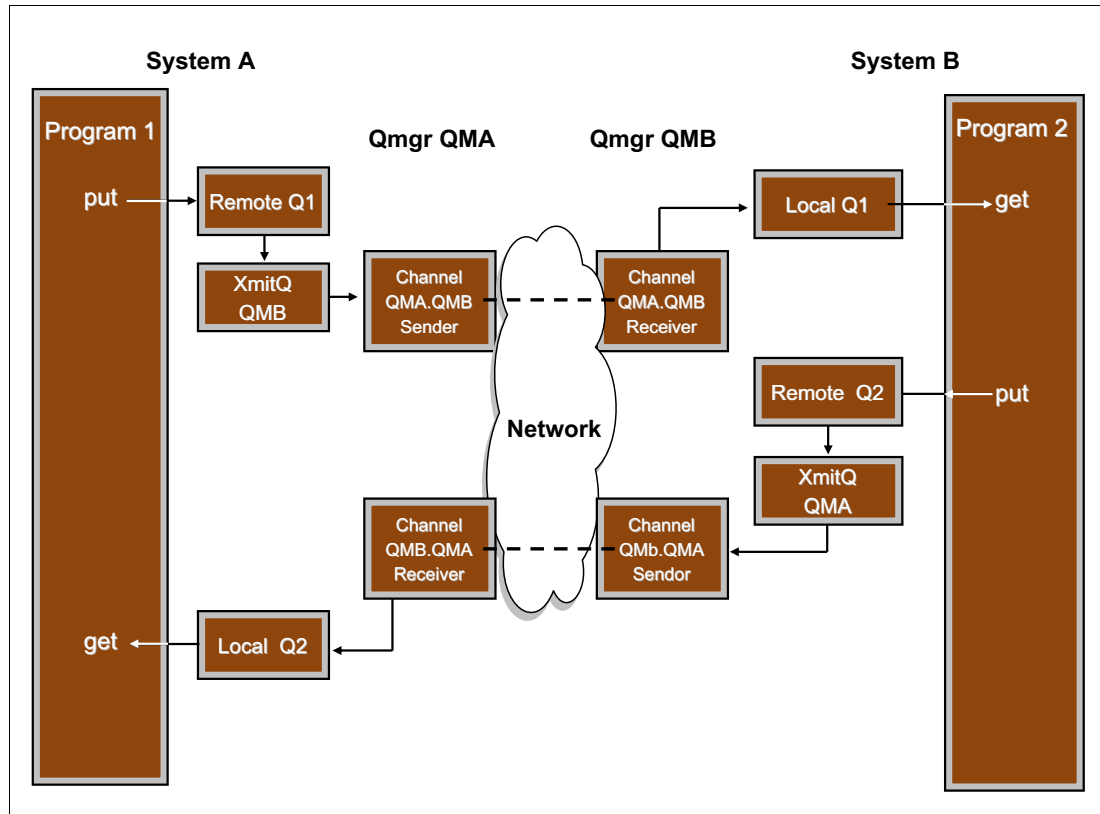 System A
System B
Program 1
Qmgr QMA
Qmgr QMB
Program 2
put
Remote Q1
Local Q1
get
XmitQ
QMB
Channel
QMA.QMB
Sender
Channel
QMA.QMB
Receiver
Remote Q2
put
Network
XmitQ
QMA
Channel
QMB.QMA
Receiver
Channel
QMb.QMA
Sendor
get
Local Q2